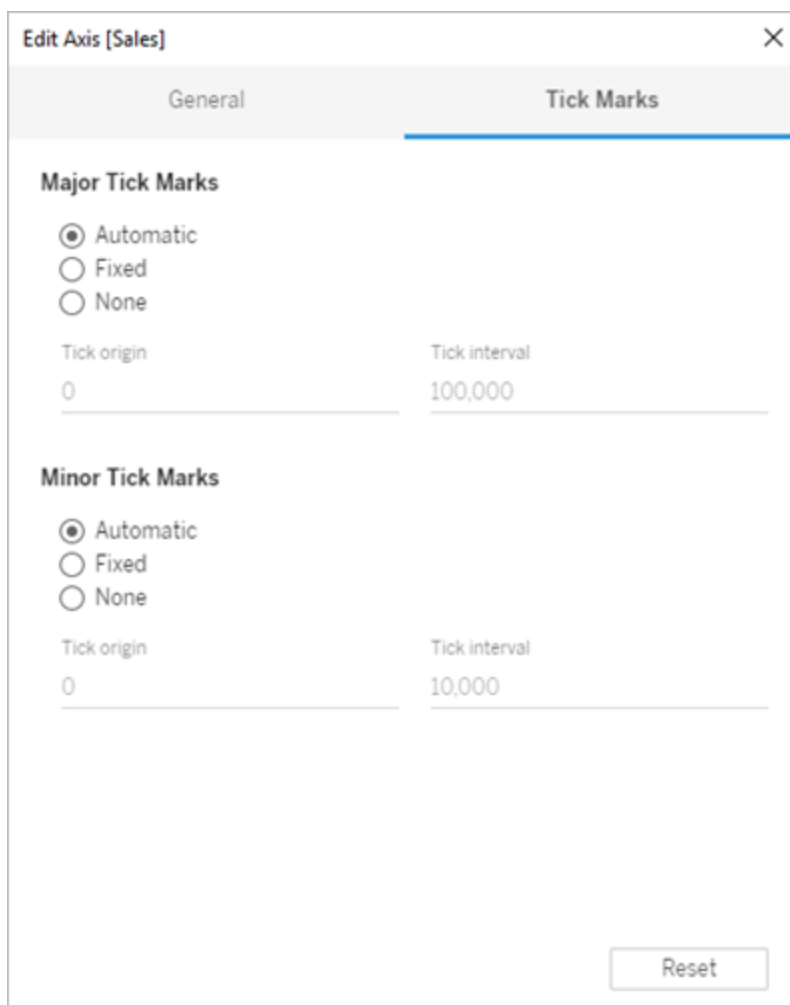 Edit Axis [Sales]
General Tick Marks
Major Tick Marks
Automatic
Fixed
None
Tick origin Tick interval
0 100,000
Minor Tick Marks
Automatic
Fixed
None
Tick origin Tick interval
0 10,000
Reset